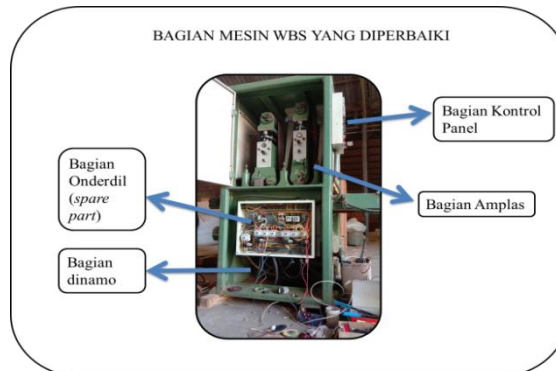 BAGIAN MESIN WBS YANG DIPERBAIKI
Bagian Kontrol
Panel
Bagian
Onderdil
(spare
part)
Bagian Amplas
Bagian
dinamo